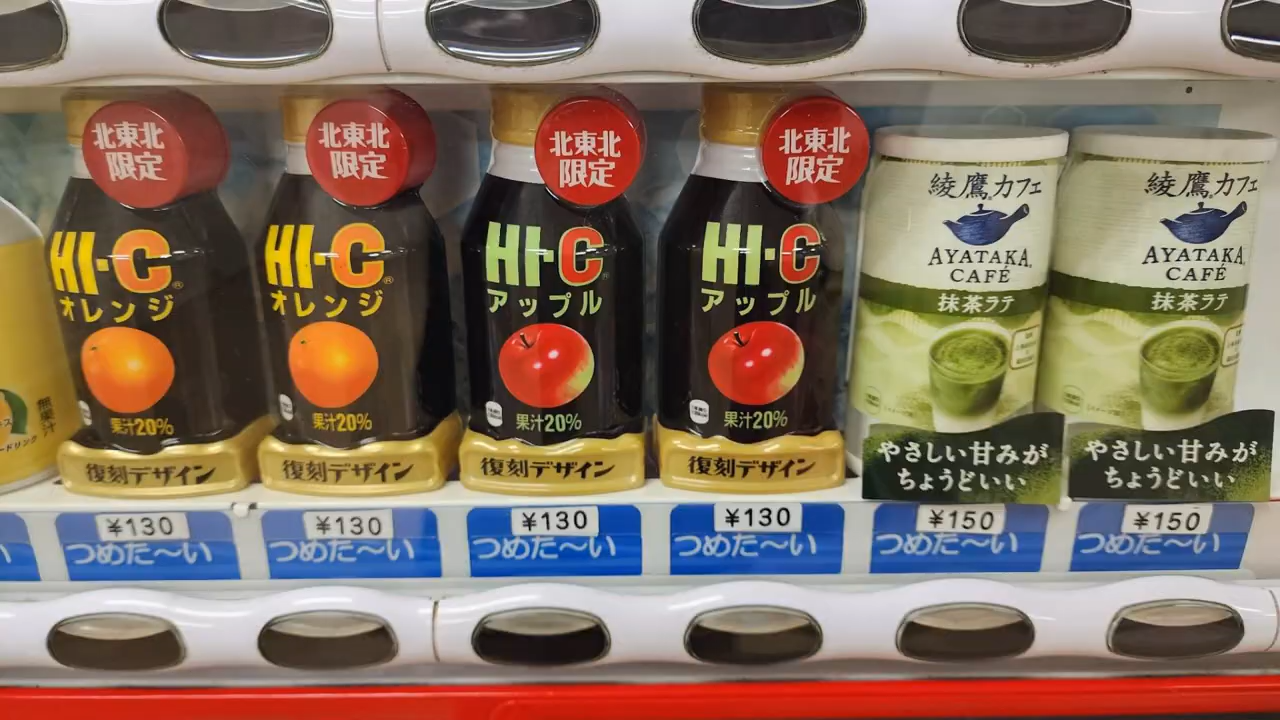 無果汁
北東北
限定
HI-C®
オレンジ
果汁20%
復刻デザイン
北東北
限定
HI-C®
オレンジ
果汁20%
復刻デザイン
北東北
限定
HI-C®
アップル
果汁20%
復刻デザイン
北東北
限定
HI-C
アップル
果汁20%
復刻デザイン
綾鷹カフェ
AYATAKA
CAFÉ
抹茶ラテ
やさしい甘みが
ちょうどいい
綾鷹カフェ
AYATAKA
CAFÉ
抹茶ラテ
やさしい甘みが
ちょうどいい
¥130
つめた〜い
¥130
つめた〜い
¥130
つめた〜い
¥130
つめた〜い
¥150
つめた〜い
¥150
つめた〜い